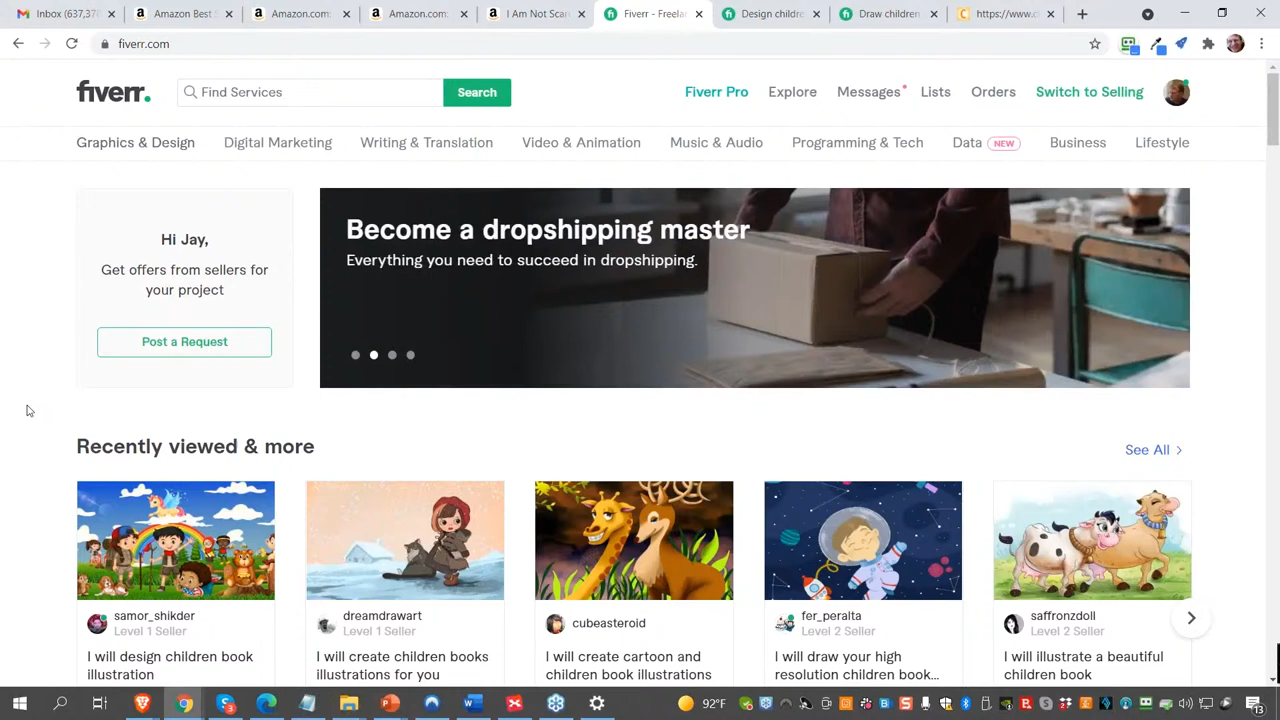 Inbox (637,37
Amazon Best
Amazon.com:
Amazon.com:
I Am Not Scare
Fiverr - Freelan
Design childre
Draw children
https://www.c
fiverr.com
fiverr.
Find Services
Search
Fiverr Pro
Explore
Messages
Lists
Orders
Switch to Selling
Graphics & Design
Digital Marketing
Writing & Translation
Video & Animation
Music & Audio
Programming & Tech
Data NEW
Business
Lifestyle
Hi Jay,
Get offers from sellers for
your project
Post a Request
Become a dropshipping master
Everything you need to succeed in dropshipping.
Recently viewed & more
See All
samor_shikder
Level 1 Seller
I will design children book
illustration
dreamdrawart
Level 1 Seller
I will create children books
illustrations for you
cubeasteroid
I will create cartoon and
children book illustrations
fer_peralta
Level 2 Seller
I will draw your high
resolution children book...
saffronzdoll
Level 2 Seller
I will illustrate a beautiful
children book
92°F
13